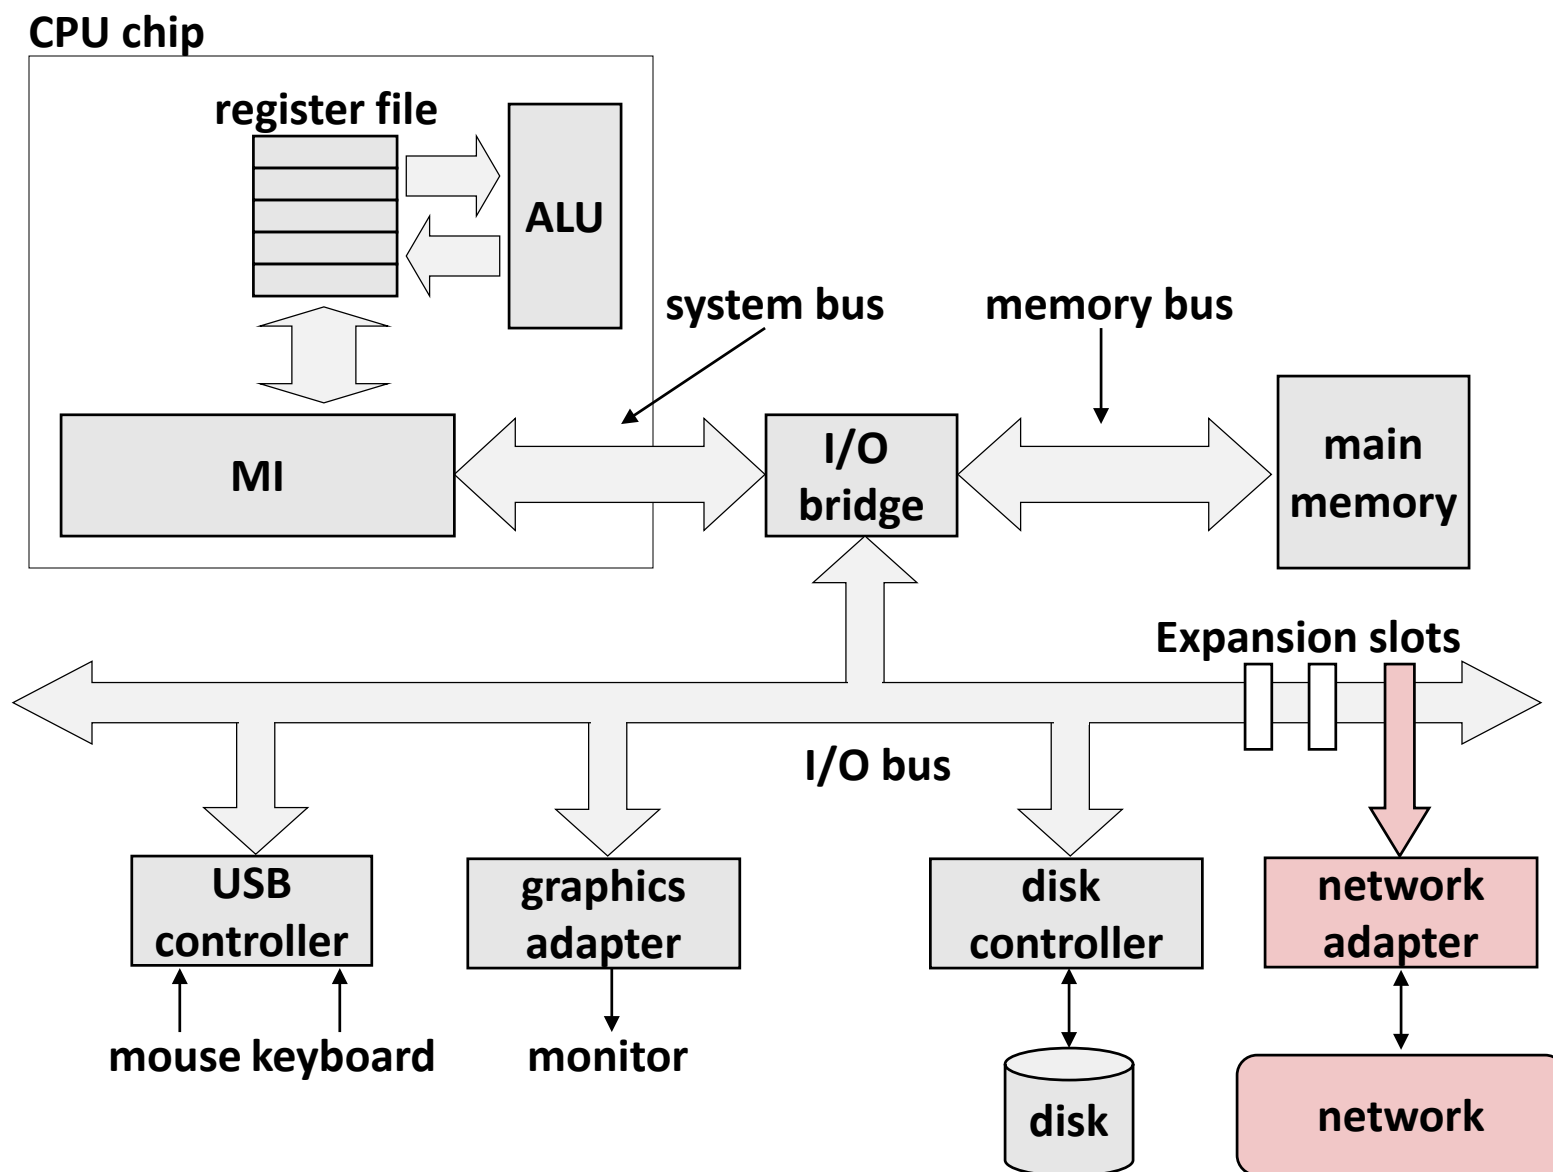 CPU chip
register file
ALU
system bus
memory bus
MI
I/O
bridge
main
memory
Expansion slots
I/O bus
USB
controller
graphics
adapter
disk
controller
network
adapter
mouse keyboard
monitor
disk
network